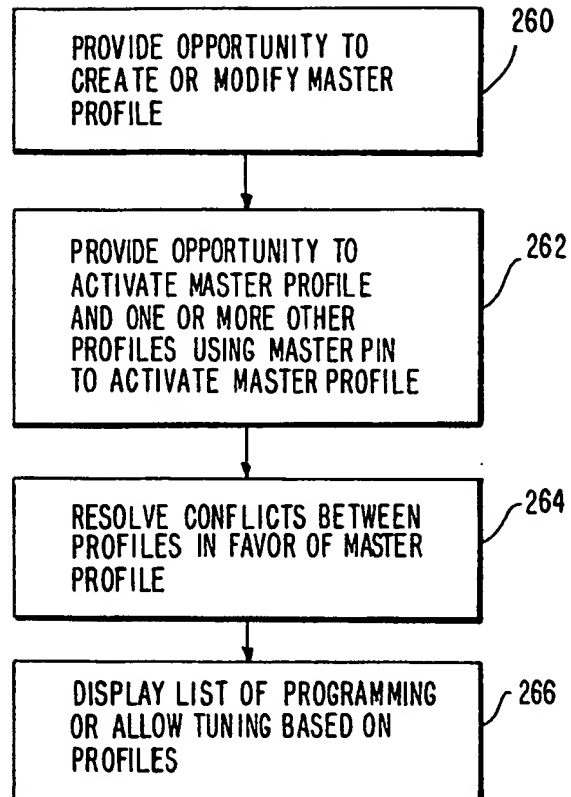 PROVIDE OPPORTUNITY TO
CREATE OR MODIFY MASTER
PROFILE
260
PROVIDE OPPORTUNITY TO
ACTIVATE MASTER PROFILE
AND ONE OR MORE OTHER
PROFILES USING MASTER PIN
TO ACTIVATE MASTER PROFILE
262
RESOLVE CONFLICTS BETWEEN
PROFILES IN FAVOR OF MASTER
PROFILE
264
DISPLAY LIST OF PROGRAMMING
OR ALLOW TUNING BASED ON
PROFILES
266